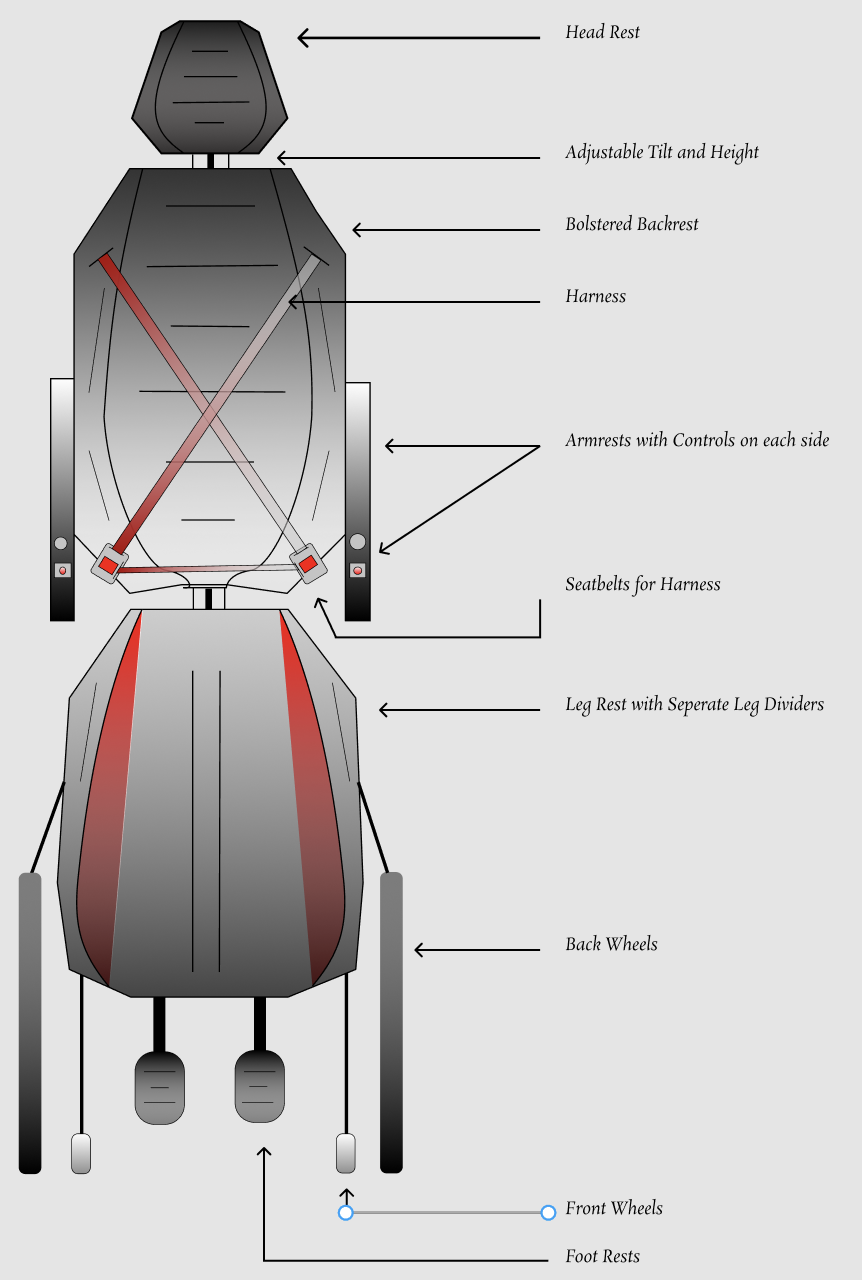 Head Rest
Adjustable Tilt and Height
Bolstered Backrest
Harness
Armrests with Controls on each side
Seatbelts for Harness
Leg Rest with Seperate Leg Dividers
Back Wheels
Front Wheels
Foot Rests